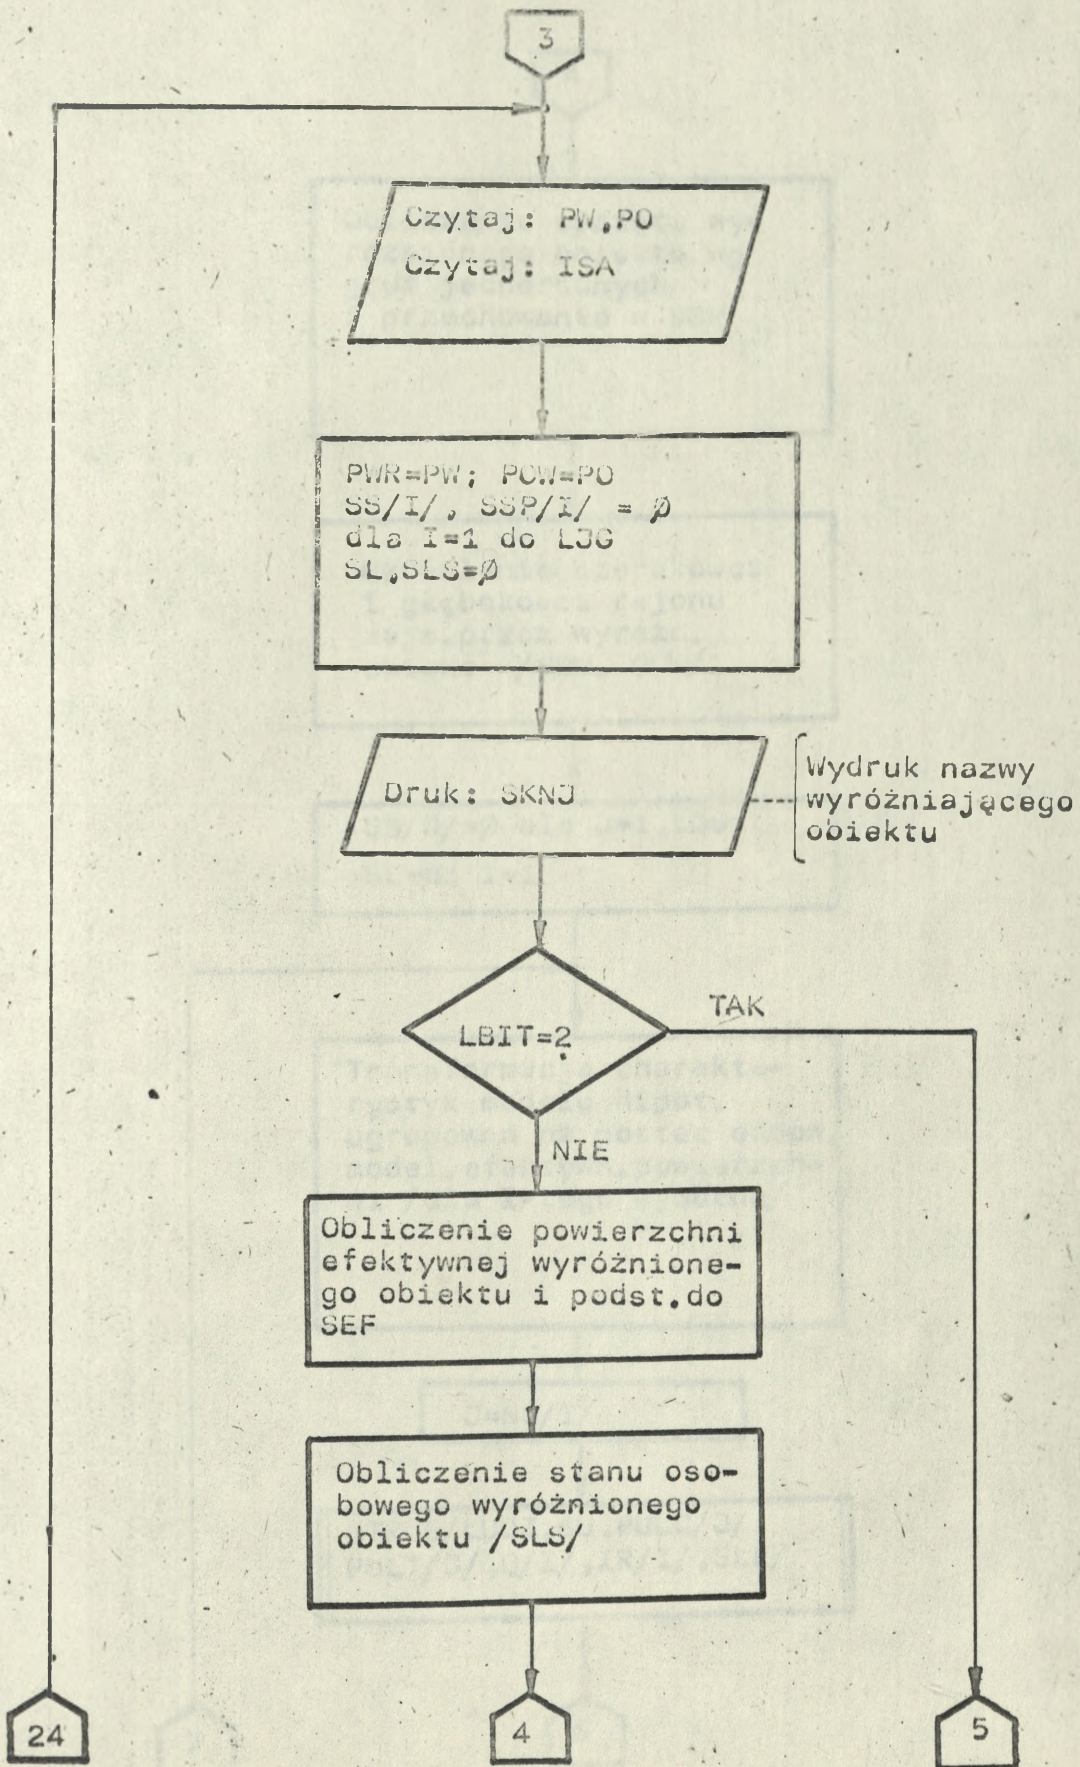 3
Czytaj: PW,PO
Czytaj: ISA
PWR=PW; POW=PO
SS/I/, SSP/I/ = Ø
dla I=1 do LJG
SL,SLS=Ø
Druk: SKNJ
Wydruk nazwy
wyróżniającego
obiektu
LBIT=2
TAK
NIE
Obliczenie powierzchni
efektywnej wyróżnione-
go obiektu i podst.do
SEF
Obliczenie stanu oso-
bowego wyróżnionego
obiektu /SLS/
24
4
5